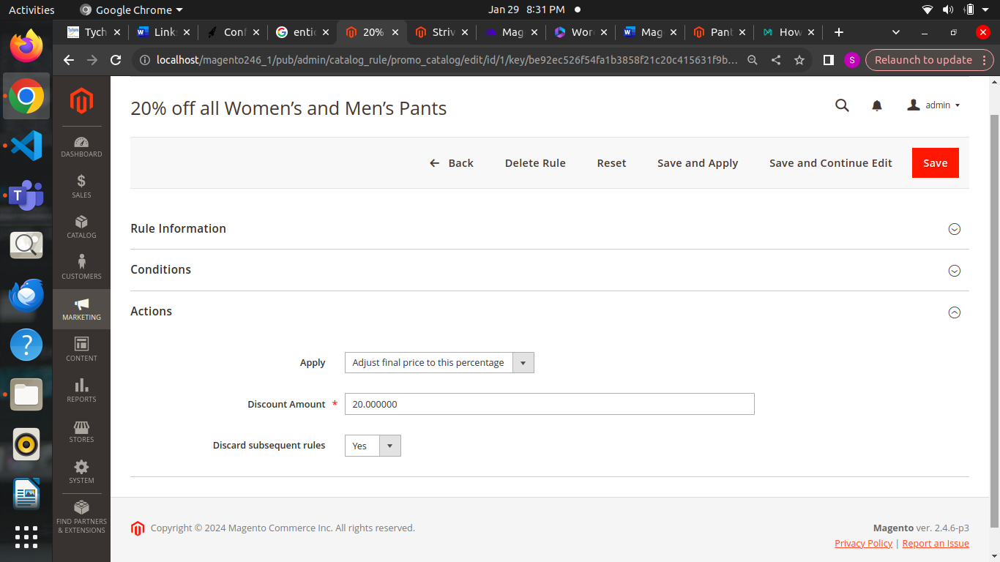 Activities
Google Chrome
Jan 29 8:31 PM
Tych
Link
Conf
entic
20%
Striv
Mag
Wor
Mag
Pant
How
localhost/magento246_1/pub/admin/catalog_rule/promo_catalog/edit/id/1/key/be92ec526f54fa1b3858f21c20c415631f9b...
S
Relaunch to update
20% off all Women’s and Men’s Pants
admin
Back
Delete Rule
Reset
Save and Apply
Save and Continue Edit
Save
DASHBOARD
SALES
CATALOG
CUSTOMERS
MARKETING
CONTENT
REPORTS
STORES
SYSTEM
FIND PARTNERS
& EXTENSIONS
Rule Information
Conditions
Actions
Apply
Adjust final price to this percentage
Discount Amount *
20.000000
Discard subsequent rules
Yes
Copyright © 2024 Magento Commerce Inc. All rights reserved.
Magento ver. 2.4.6-p3
Privacy Policy | Report an Issue